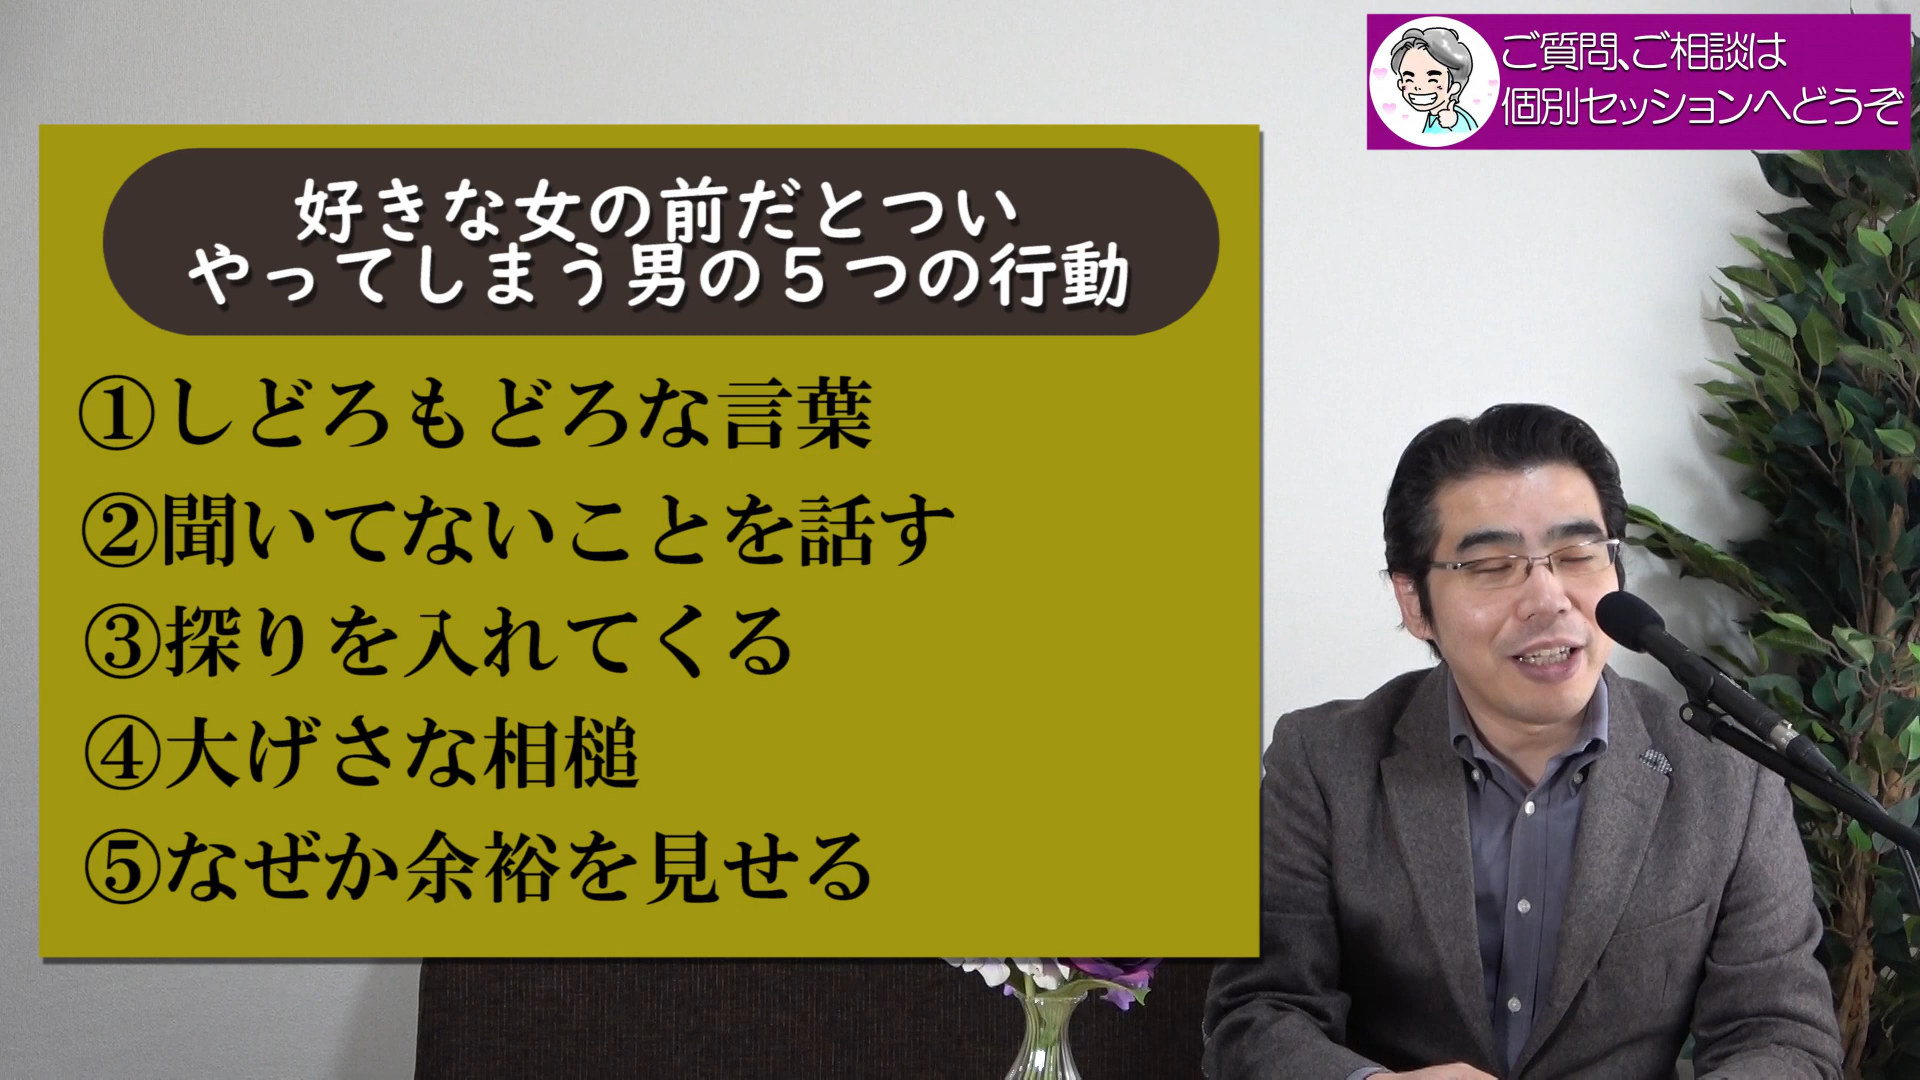 ご質問、ご相談は
個別セッションへどうぞ
好きな女の前だとつい
やってしまう男の５つの行動
①しどろもどろな言葉
②聞いてないことを話す
③探りを入れてくる
④大げさな相槌
⑤なぜか余裕を見せる